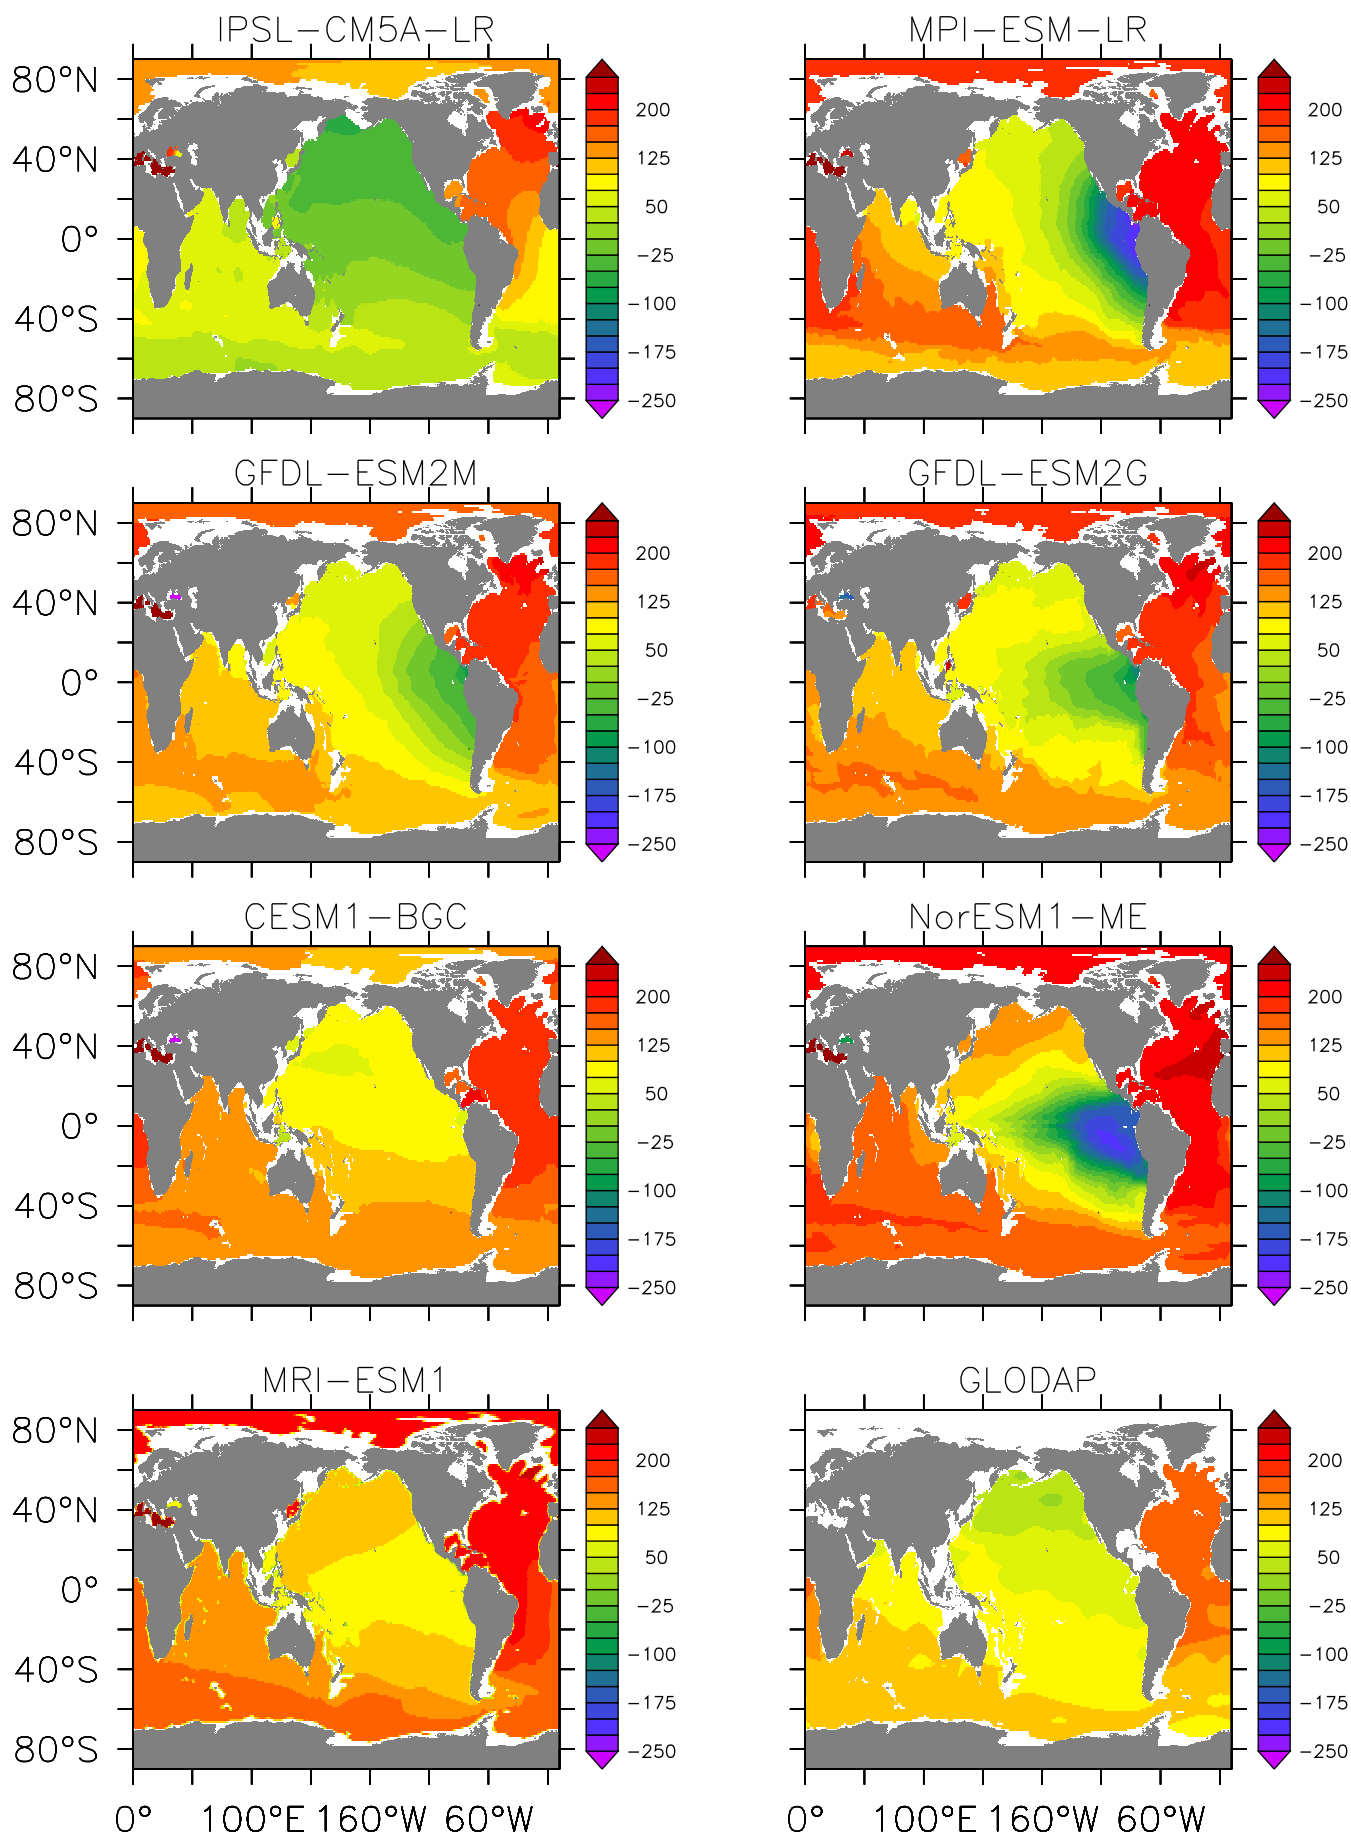 IPSL-CM5A-LR
80°N
40°N
0°
40°S
80°S
200
125
50
-25
-100
-175
-250
MPI-ESM-LR
200
125
50
-25
-100
-175
-250
GFDL-ESM2M
80°N
40°N
0°
40°S
80°S
200
125
50
-25
-100
-175
-250
GFDL-ESM2G
200
125
50
-25
-100
-175
-250
CESM1-BGC
80°N
40°N
0°
40°S
80°S
200
125
50
-25
-100
-175
-250
NorESM1-ME
200
125
50
-25
-100
-175
-250
MRI-ESM1
80°N
40°N
0°
40°S
80°S
200
125
50
-25
-100
-175
-250
0° 100°E 160°W 60°W
GLODAP
200
125
50
-25
-100
-175
-250
0° 100°E 160°W 60°W